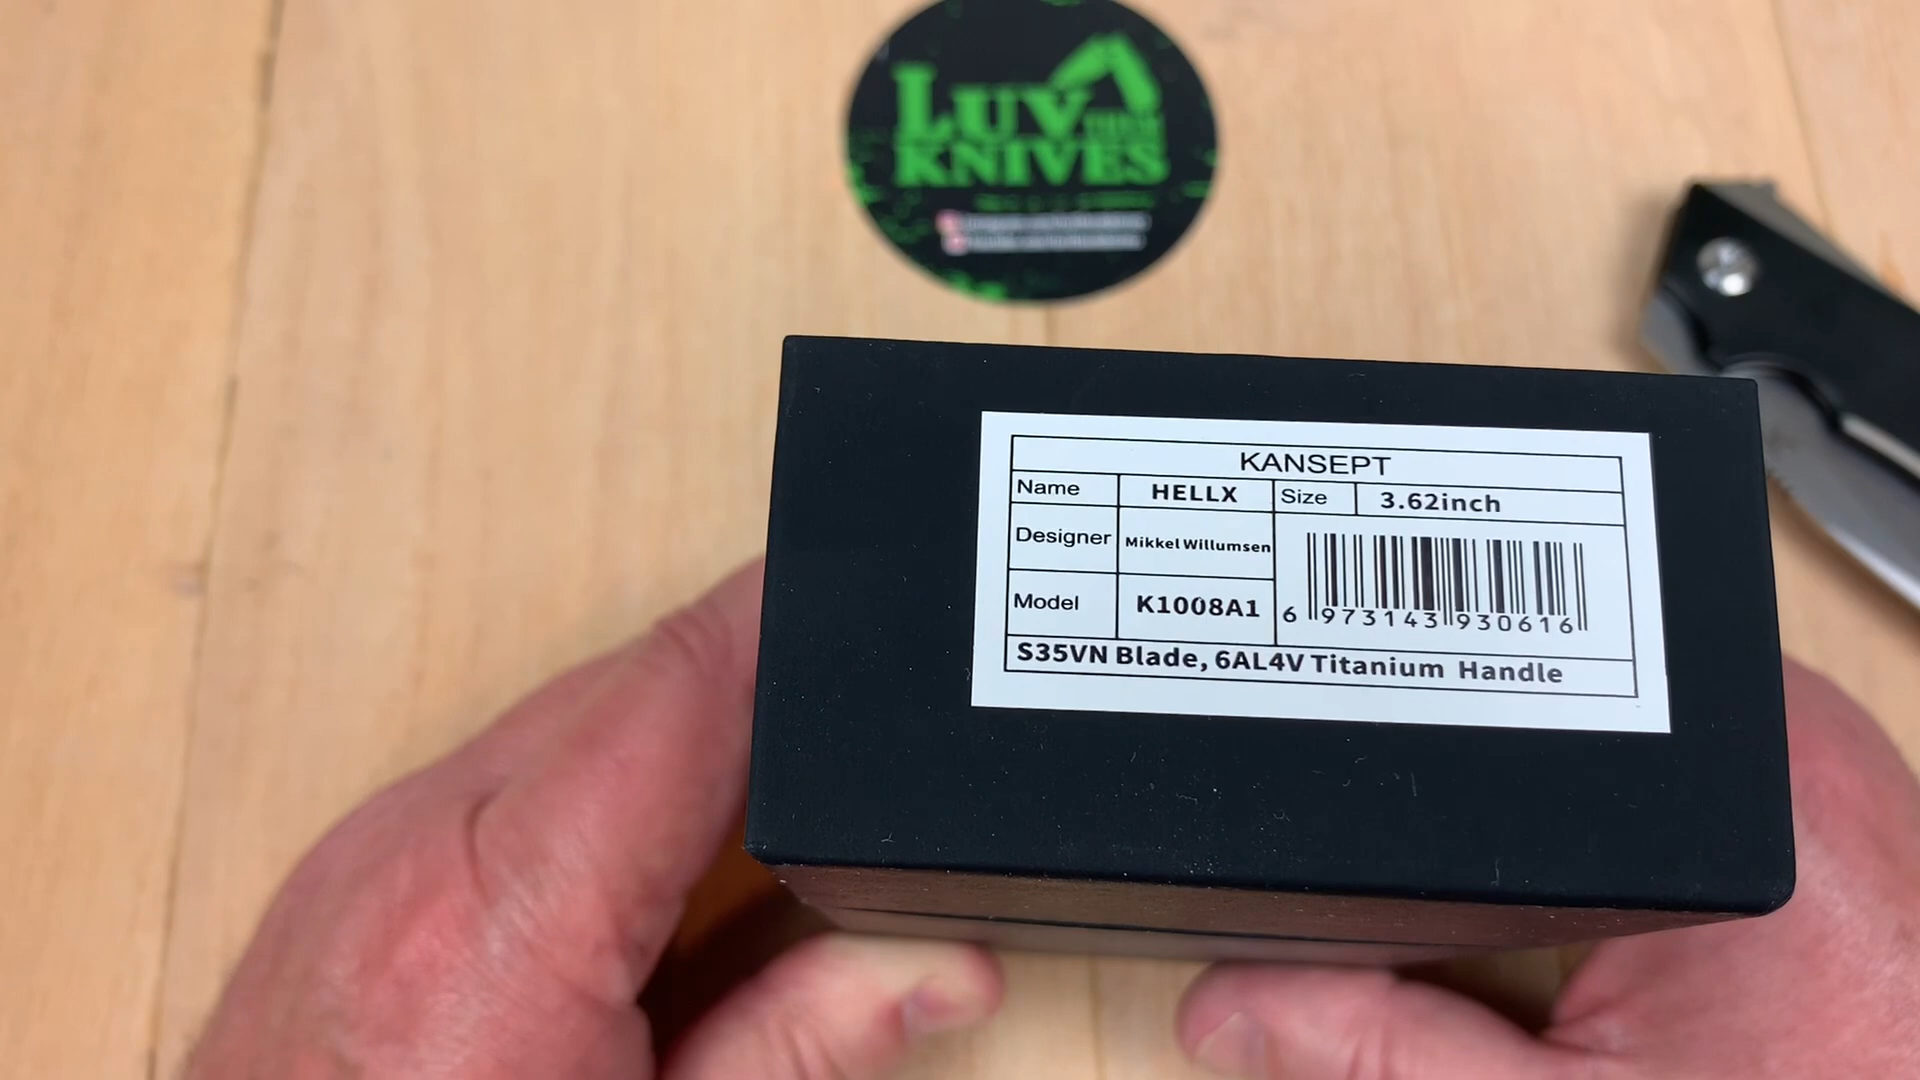 LUV THEM
KNIVES
KANSEPT
Name HELLX Size 3.62inch
Designer Mikkel Willumsen
Model K1008A1
6 973143 930616
S35VN Blade, 6AL4V Titanium Handle